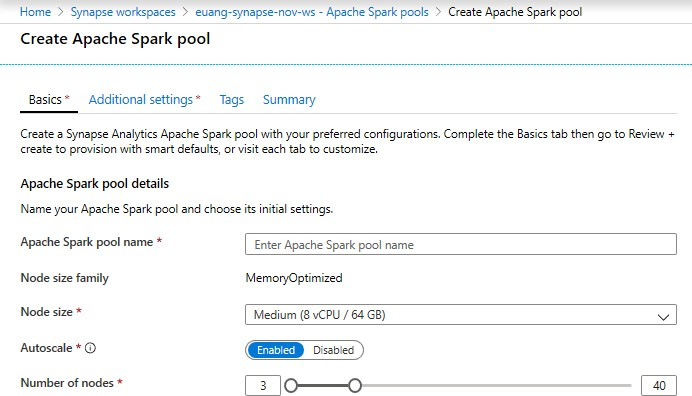 Home > Synapse workspaces > euang-synapse-nov-ws - Apache Spark pools > Create Apache Spark pool
Create Apache Spark pool
Basics * Additional settings * Tags Summary
Create a Synapse Analytics Apache Spark pool with your preferred configurations. Complete the Basics tab then go to Review +
create to provision with smart defaults, or visit each tab to customize.
Apache Spark pool details
Name your Apache Spark pool and choose its initial settings.
Apache Spark pool name * Enter Apache Spark pool name
Node size family MemoryOptimized
Node size * Medium (8 vCPU / 64 GB)
Autoscale * Enabled Disabled
Number of nodes * 3 40